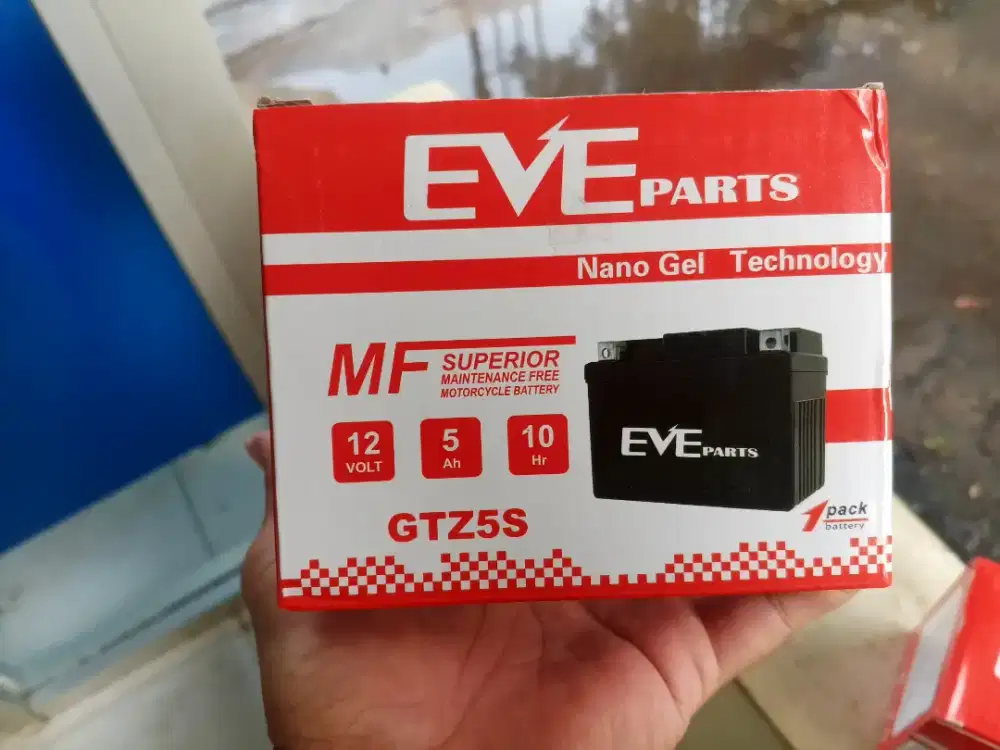 EVE PARTS
Nano Gel Technology
MF SUPERIOR
MAINTENANCE FREE
MOTORCYCLE BATTERY
12 VOLT
5 Ah
10 Hr
GTZ5S
EVE PARTS
1 pack
battery